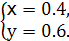 {x = 0.4,
y = 0.6.